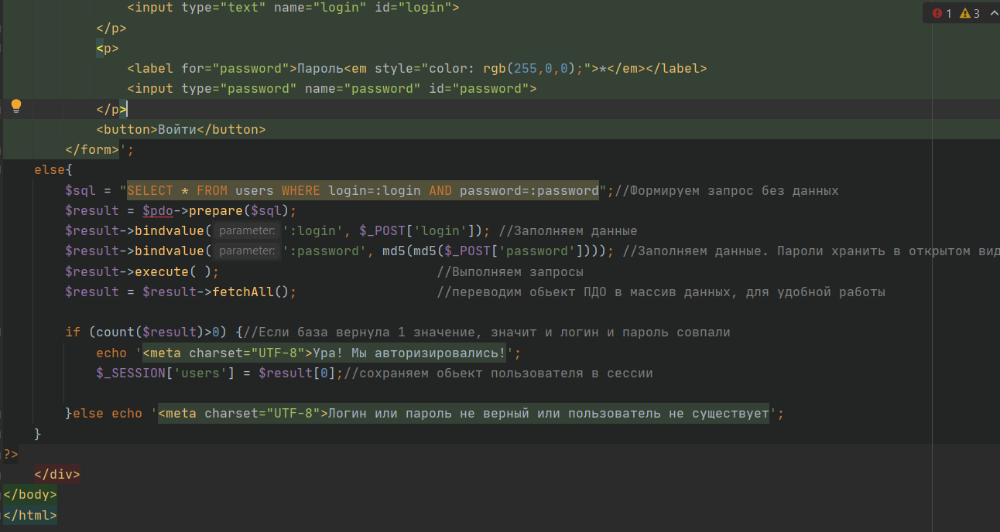 <input type="text" name="login" id="login">
1 3
</p>
<p>
<label for="password">Пароль<em style="color: rgb(255,0,0);">*</em></label>
<input type="password" name="password" id="password">
</p>
<button>Войти</button>
</form>';
else{
$sql = "SELECT * FROM users WHERE login=:login AND password=:password";//Формируем запрос без данных
$result = $pdo->prepare($sql);
$result->bindvalue( parameter: ':login', $_POST['login']); //Заполняем данные
$result->bindvalue( parameter: ':password', md5(md5($_POST['password']))); //Заполняем данные. Пароли хранить в открытом вид
$result->execute( ); //Выполняем запросы
$result = $result->fetchAll(); //переводим обьект ПДО в массив данных, для удобной работы
if (count($result)>0) {//Если база вернула 1 значение, значит и логин и пароль совпали
echo '<meta charset="UTF-8">Ура! Мы авторизировались!';
$_SESSION['users'] = $result[0];//сохраняем обьект пользователя в сессии
}else echo '<meta charset="UTF-8">Логин или пароль не верный или пользователь не существует';
}
?>
</div>
</body>
</html>